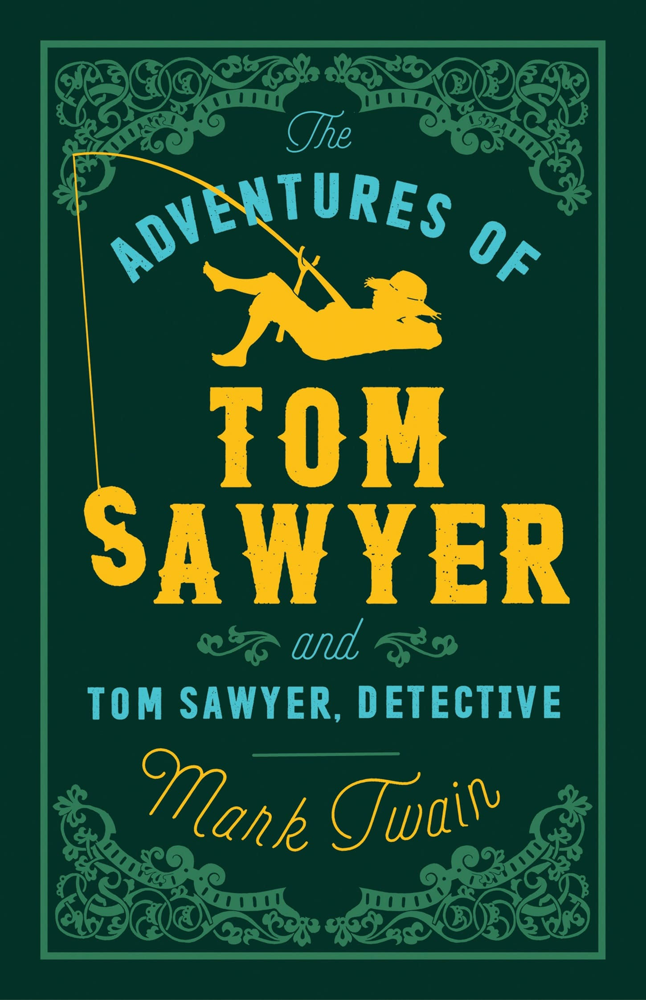 The
ADVENTURES OF
TOM
SAWYER
and
TOM SAWYER, DETECTIVE
Mark Twain